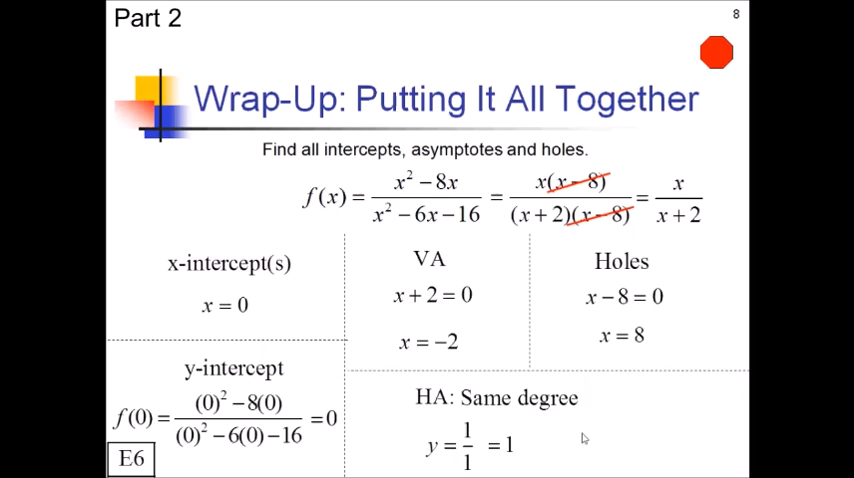 Part 2
8
Wrap-Up: Putting It All Together
Find all intercepts, asymptotes and holes.
f(x) = (x² − 8x)/(x² − 6x − 16) = x(x − 8)/((x + 2)(x − 8)) = x/(x + 2)
x-intercept(s)
x = 0
VA
x + 2 = 0
x = −2
Holes
x − 8 = 0
x = 8
y-intercept
f(0) = ((0)² − 8(0))/((0)² − 6(0) − 16) = 0
HA: Same degree
y = 1/1 = 1
E6